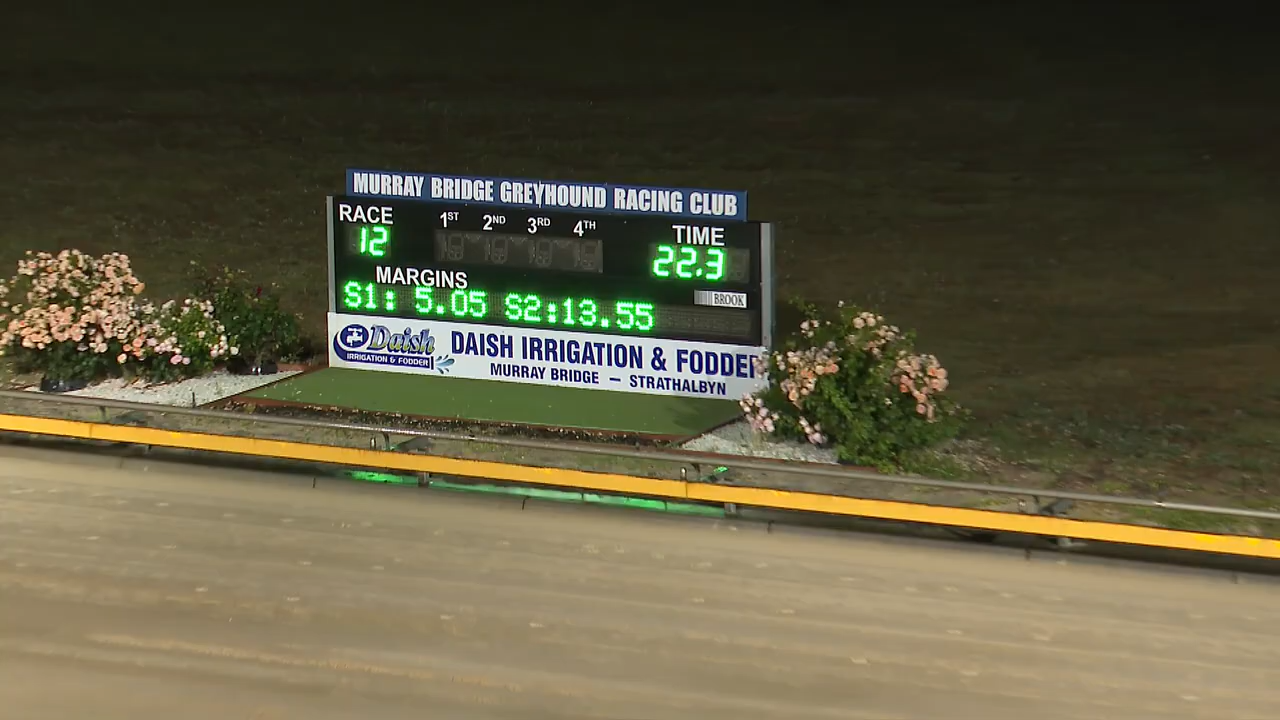 MURRAY BRIDGE GREYHOUND RACING CLUB
RACE 1ST 2ND 3RD 4TH TIME
12 22.3
MARGINS
BROOK
S1: 5.05 S2:13.55
Daish
IRRIGATION & FODDER
DAISH IRRIGATION & FODDER
MURRAY BRIDGE – STRATHALBYN